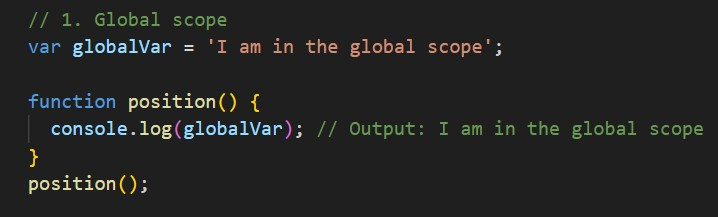 // 1. Global scope
var globalVar = 'I am in the global scope';
function position() {
console.log(globalVar); // Output: I am in the global scope
}
position();